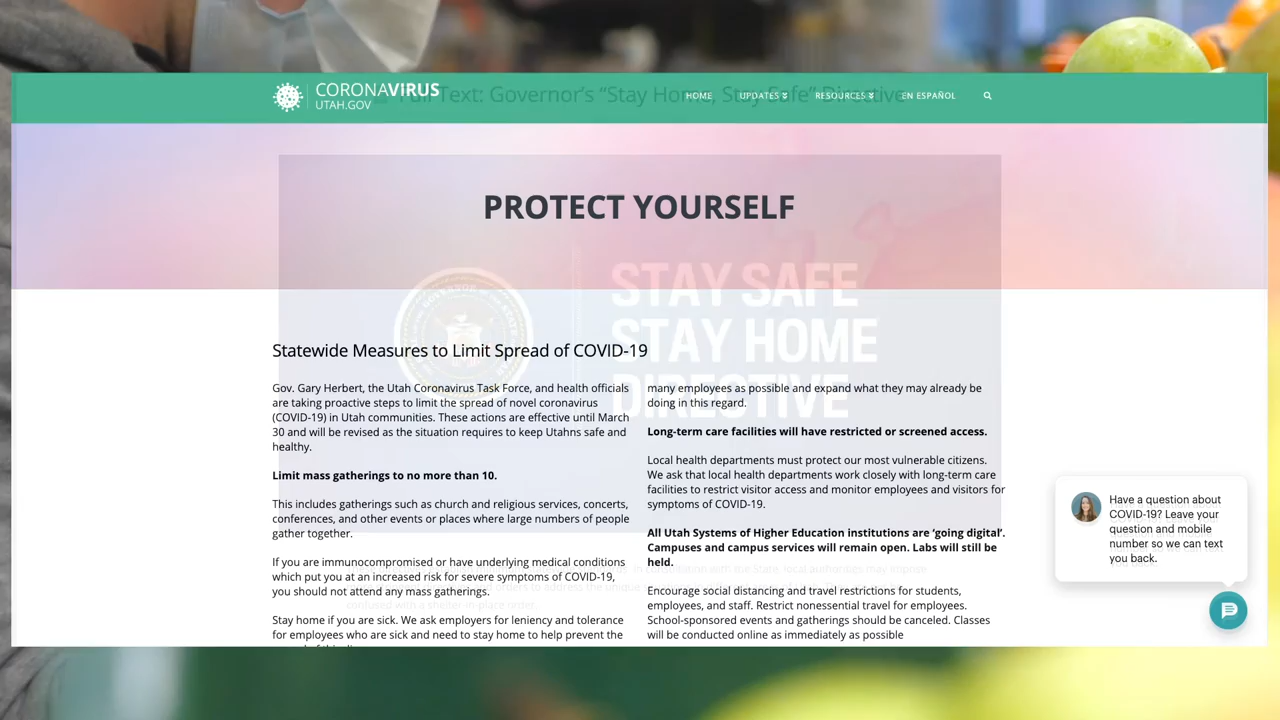 CORONAVIRUS
UTAH.GOV
Full Text: Governor's “Stay Home, Stay Safe” Directive
HOME
UPDATES
RESOURCES
EN ESPAÑOL
PROTECT YOURSELF
STAY SAFE
STAY HOME
DIRECTIVE
Statewide Measures to Limit Spread of COVID-19
Gov. Gary Herbert, the Utah Coronavirus Task Force, and health officials
are taking proactive steps to limit the spread of novel coronavirus
(COVID-19) in Utah communities. These actions are effective until March
30 and will be revised as the situation requires to keep Utahns safe and
healthy.
Limit mass gatherings to no more than 10.
This includes gatherings such as church and religious services, concerts,
conferences, and other events or places where large numbers of people
gather together.
If you are immunocompromised or have underlying medical conditions
which put you at an increased risk for severe symptoms of COVID-19,
you should not attend any mass gatherings.
Stay home if you are sick. We ask employers for leniency and tolerance
for employees who are sick and need to stay home to help prevent the
many employees as possible and expand what they may already be
doing in this regard.
Long-term care facilities will have restricted or screened access.
Local health departments must protect our most vulnerable citizens.
We ask that local health departments work closely with long-term care
facilities to restrict visitor access and monitor employees and visitors for
symptoms of COVID-19.
All Utah Systems of Higher Education institutions are ‘going digital’.
Campuses and campus services will remain open. Labs will still be
held.
Encourage social distancing and travel restrictions for students,
employees, and staff. Restrict nonessential travel for employees.
School-sponsored events and gatherings should be canceled. Classes
will be conducted online as immediately as possible
confused with a shelter-in-place order.
Have a question about
COVID-19? Leave your
question and mobile
number so we can text
you back.